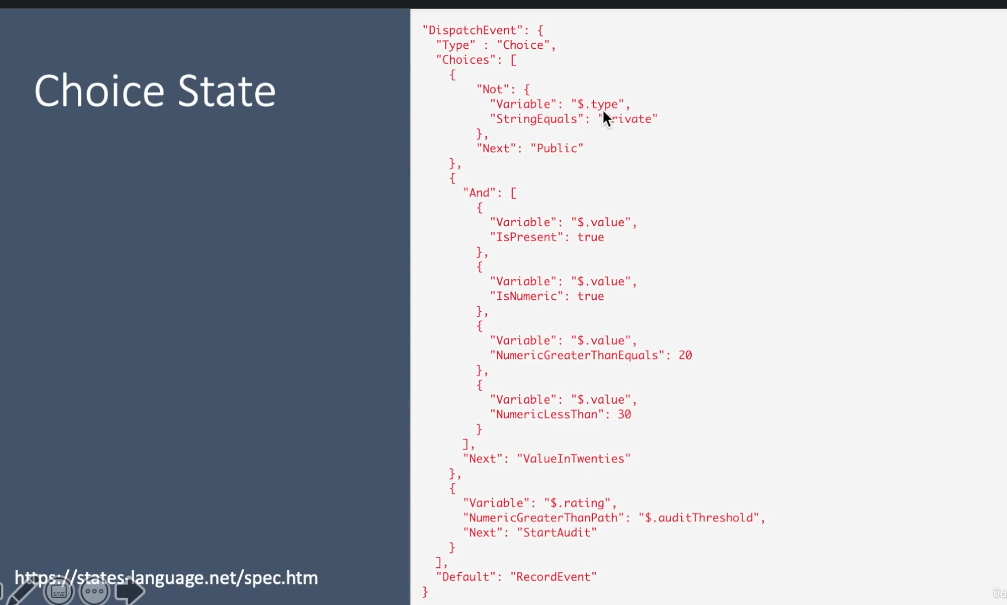 Choice State
"DispatchEvent": {
"Type" : "Choice",
"Choices": [
{
"Not": {
"Variable": "$.type",
"StringEquals": "Private"
},
"Next": "Public"
},
{
"And": [
{
"Variable": "$.value",
"IsPresent": true
},
{
"Variable": "$.value",
"IsNumeric": true
},
{
"Variable": "$.value",
"NumericGreaterThanEquals": 20
},
{
"Variable": "$.value",
"NumericLessThan": 30
}
],
"Next": "ValueInTwenties"
},
{
"Variable": "$.rating",
"NumericGreaterThanPath": "$.auditThreshold",
"Next": "StartAudit"
}
],
"Default": "RecordEvent"
}
https://states-language.net/spec.htm